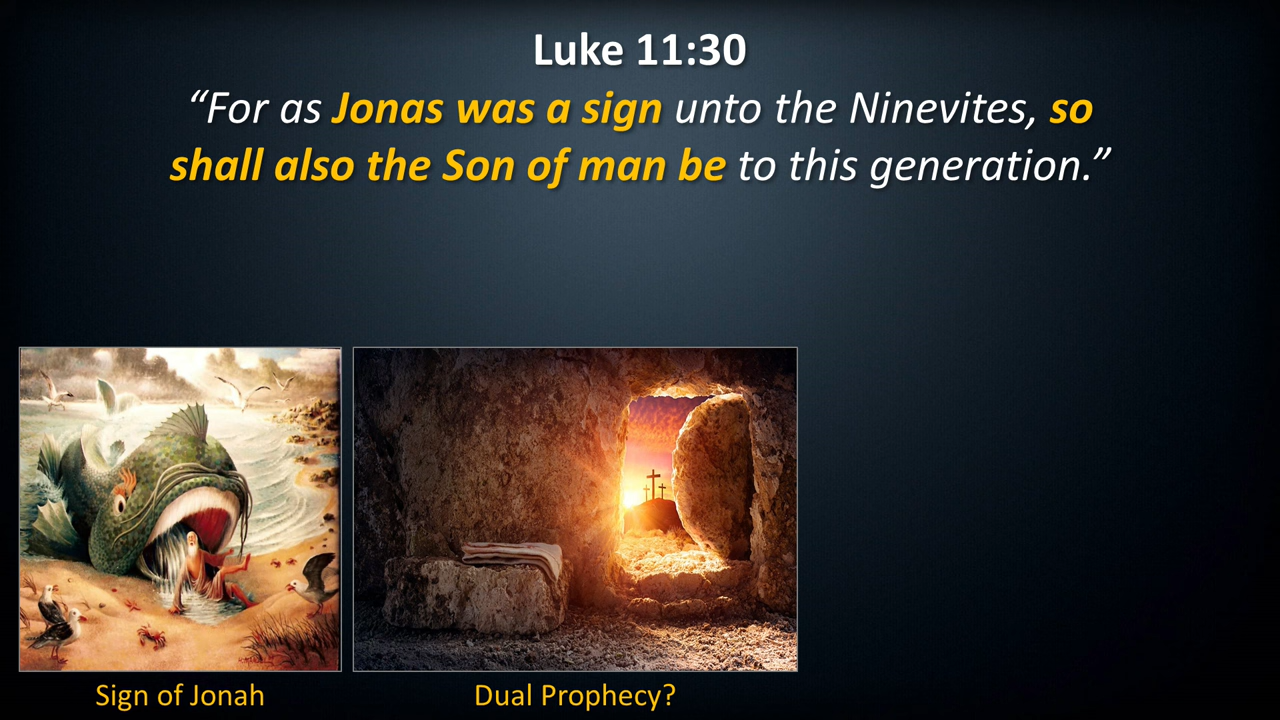 Luke 11:30
“For as Jonas was a sign unto the Ninevites, so
shall also the Son of man be to this generation.”
Sign of Jonah
Dual Prophecy?